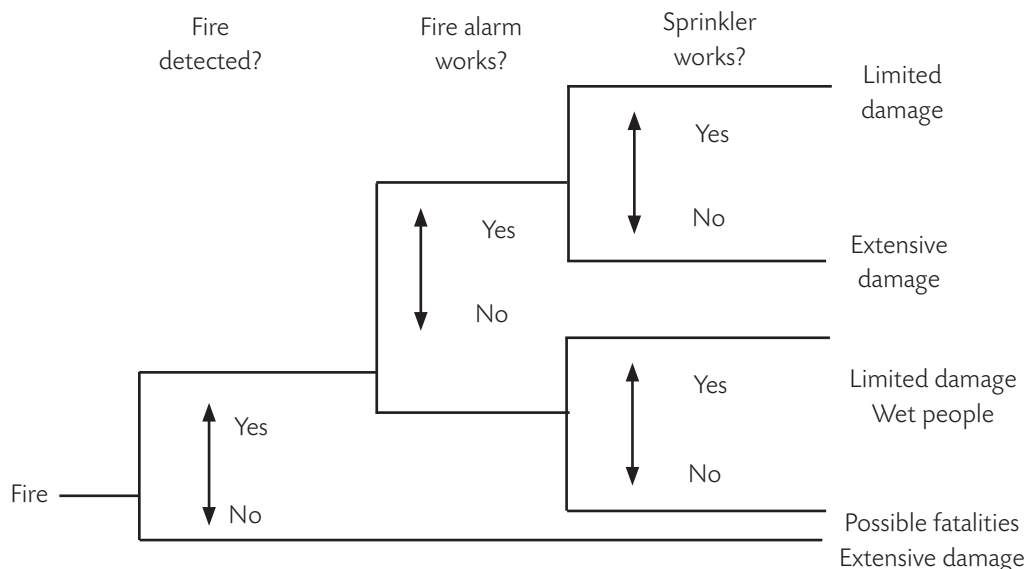 Fire
detected?
Fire alarm
works?
Sprinkler
works?
Limited
damage
Yes
No
Extensive
damage
Yes
No
Limited damage
Wet people
Yes
No
Yes
No
Fire
Possible fatalities
Extensive damage